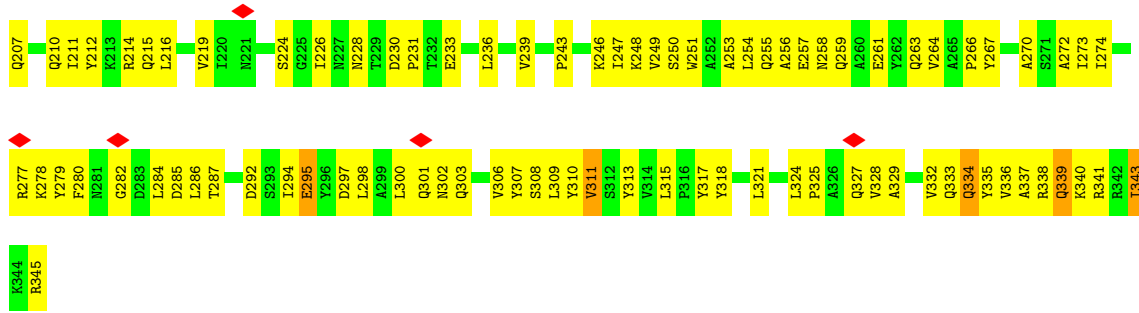 Q207 Q210 N211 Y212 K213 R214 Q215 L216 V219 I220 N221 S224 G225 I226 N227 N228 T229 D230 P231 T232 E233 L236 V239 P243 K246 I247 K248 V249 S250 W251 A252 A253 L254 Q255 A256 E257 N258 Q259 A260 E261 Y262 Q263 V264 A265 P266 Y267 A270 S271 A272 I273 I274
R277 K278 Y279 F280 N281 G282 D283 L284 D285 L286 T287 D292 S293 I294 E295 Y296 D297 L298 A299 L300 Q301 N302 Q303 V306 Y307 S308 L309 Y310 V311 S312 Y313 V314 L315 P316 Y317 Y318 L321 L324 P325 A326 Q327 V328 A329 V332 Q333 Q334 Y335 V336 A337 R338 Q339 K340 R341 R342 I343
K344 R345